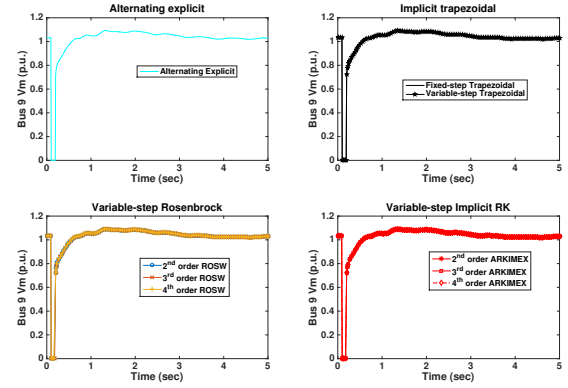 Alternating explicit
Bus 9 Vm (p.u.)
1.2
1
0.8
0.6
0.4
0.2
0
Alternating Explicit
0 1 2 3 4 5
Time (sec)
Implicit trapezoidal
Bus 9 Vm (p.u.)
1.2
1
0.8
0.6
0.4
0.2
0
Fixed-step Trapezoidal
Variable-step Trapezoidal
0 1 2 3 4 5
Time (sec)
Variable-step Rosenbrock
Bus 9 Vm (p.u.)
1.2
1
0.8
0.6
0.4
0.2
0
2nd order ROSW
3rd order ROSW
4th order ROSW
0 1 2 3 4 5
Time (sec)
Variable-step Implicit RK
Bus 9 Vm (p.u.)
1.2
1
0.8
0.6
0.4
0.2
0
2nd order ARKIMEX
3rd order ARKIMEX
4th order ARKIMEX
0 1 2 3 4 5
Time (sec)